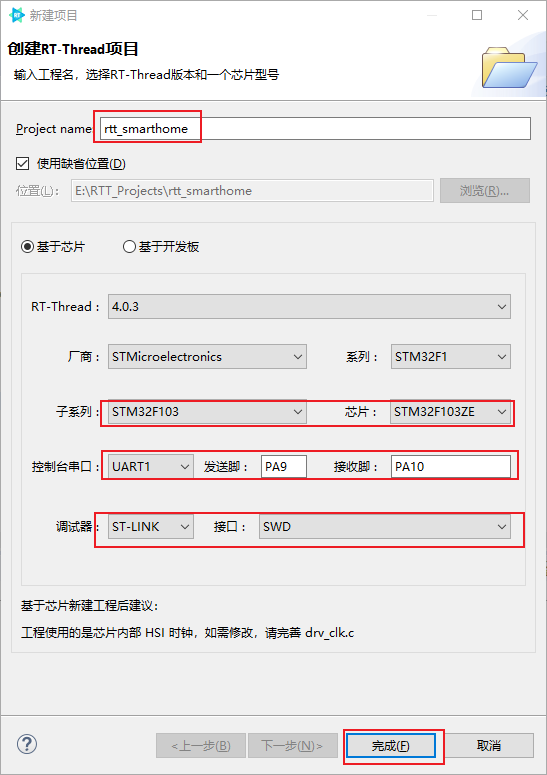 新建项目
创建RT-Thread项目
输入工程名，选择RT-Thread版本和一个芯片型号
Project name: rtt_smarthome
使用缺省位置(D)
位置(L)： E:\RTT_Projects\rtt_smarthome 浏览(R)...
基于芯片 基于开发板
RT-Thread： 4.0.3
厂商： STMicroelectronics 系列： STM32F1
子系列： STM32F103 芯片： STM32F103ZE
控制台串口： UART1 发送脚： PA9 接收脚： PA10
调试器： ST-LINK 接口： SWD
基于芯片新建工程后建议：
工程使用的是芯片内部 HSI 时钟，如需修改，请完善 drv_clk.c
? <上一步(B) 下一步(N)> 完成(F) 取消